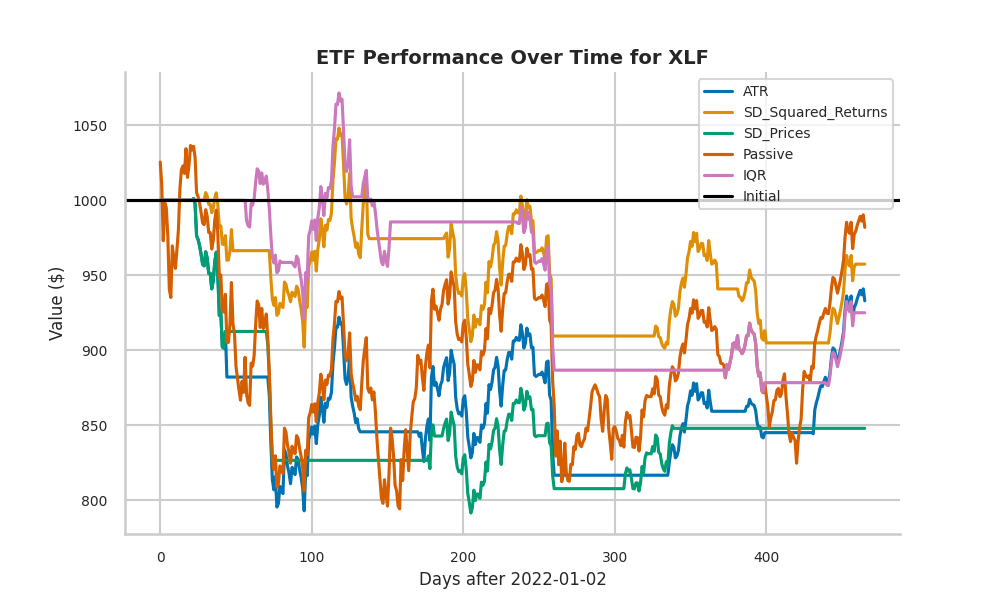 ETF Performance Over Time for XLF
ATR
SD_Squared_Returns
SD_Prices
Passive
IQR
Initial
1050
1000
950
900
850
800
Value ($)
0 100 200 300 400
Days after 2022-01-02